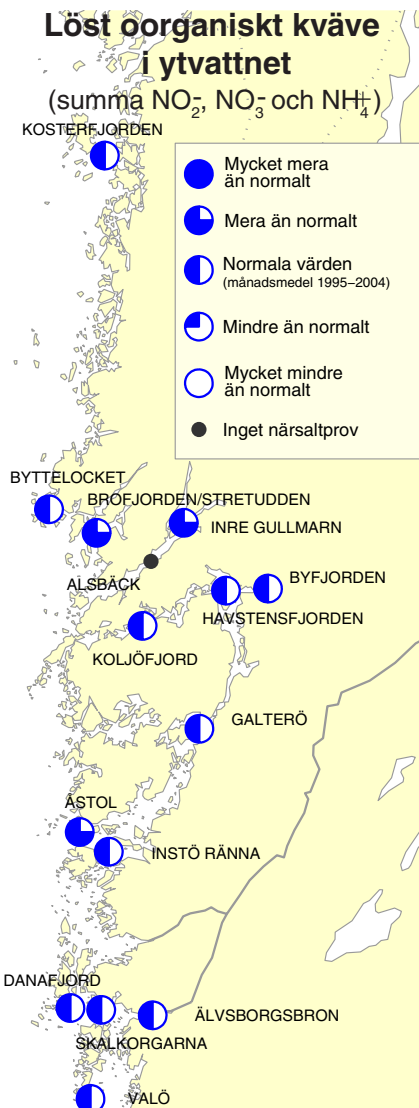 Löst oorganiskt kväve
i ytvattnet
(summa NO₂⁻, NO₃⁻ och NH₄⁺)
KOSTERFJORDEN
Mycket mera
än normalt
Mera än normalt
Normala värden
(månadsmedel 1995–2004)
Mindre än normalt
Mycket mindre
än normalt
Inget närsaltprov
BYTTELOCKET
BROFJORDEN/STRETUDDEN
INRE GULLMARN
ALSBÄCK
BYFJORDEN
HAVSTENSFJORDEN
KOLJÖFJORD
GALTERÖ
ÅSTOL
INSTÖ RÄNNA
DANAFJORD
ÄLVSBORGSBRON
SKALKORGARNA
VALÖ